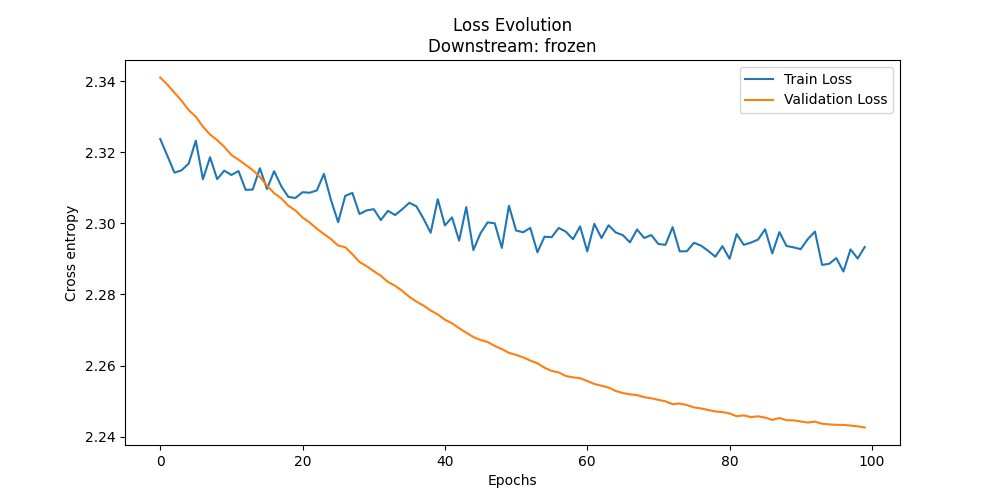 Loss Evolution
Downstream: frozen
Train Loss
Validation Loss
2.34
2.32
2.30
2.28
2.26
2.24
Cross entropy
0
20
40
60
80
100
Epochs